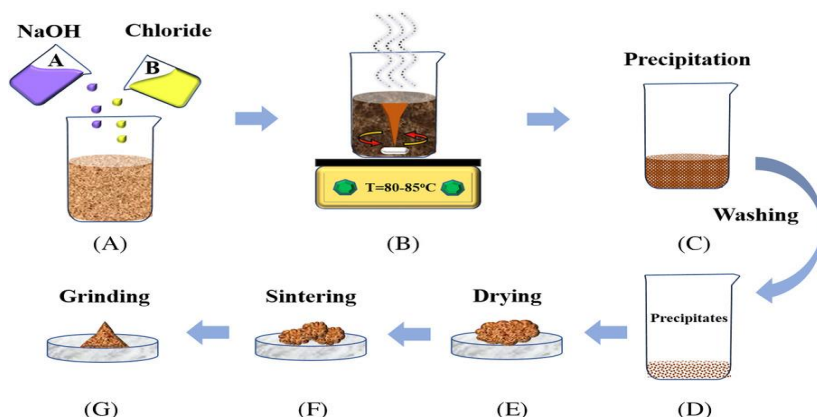 NaOH
Chloride
A
B
(A)
T=80-85°C
(B)
Precipitation
(C)
Washing
Precipitates
(D)
Drying
(E)
Sintering
(F)
Grinding
(G)